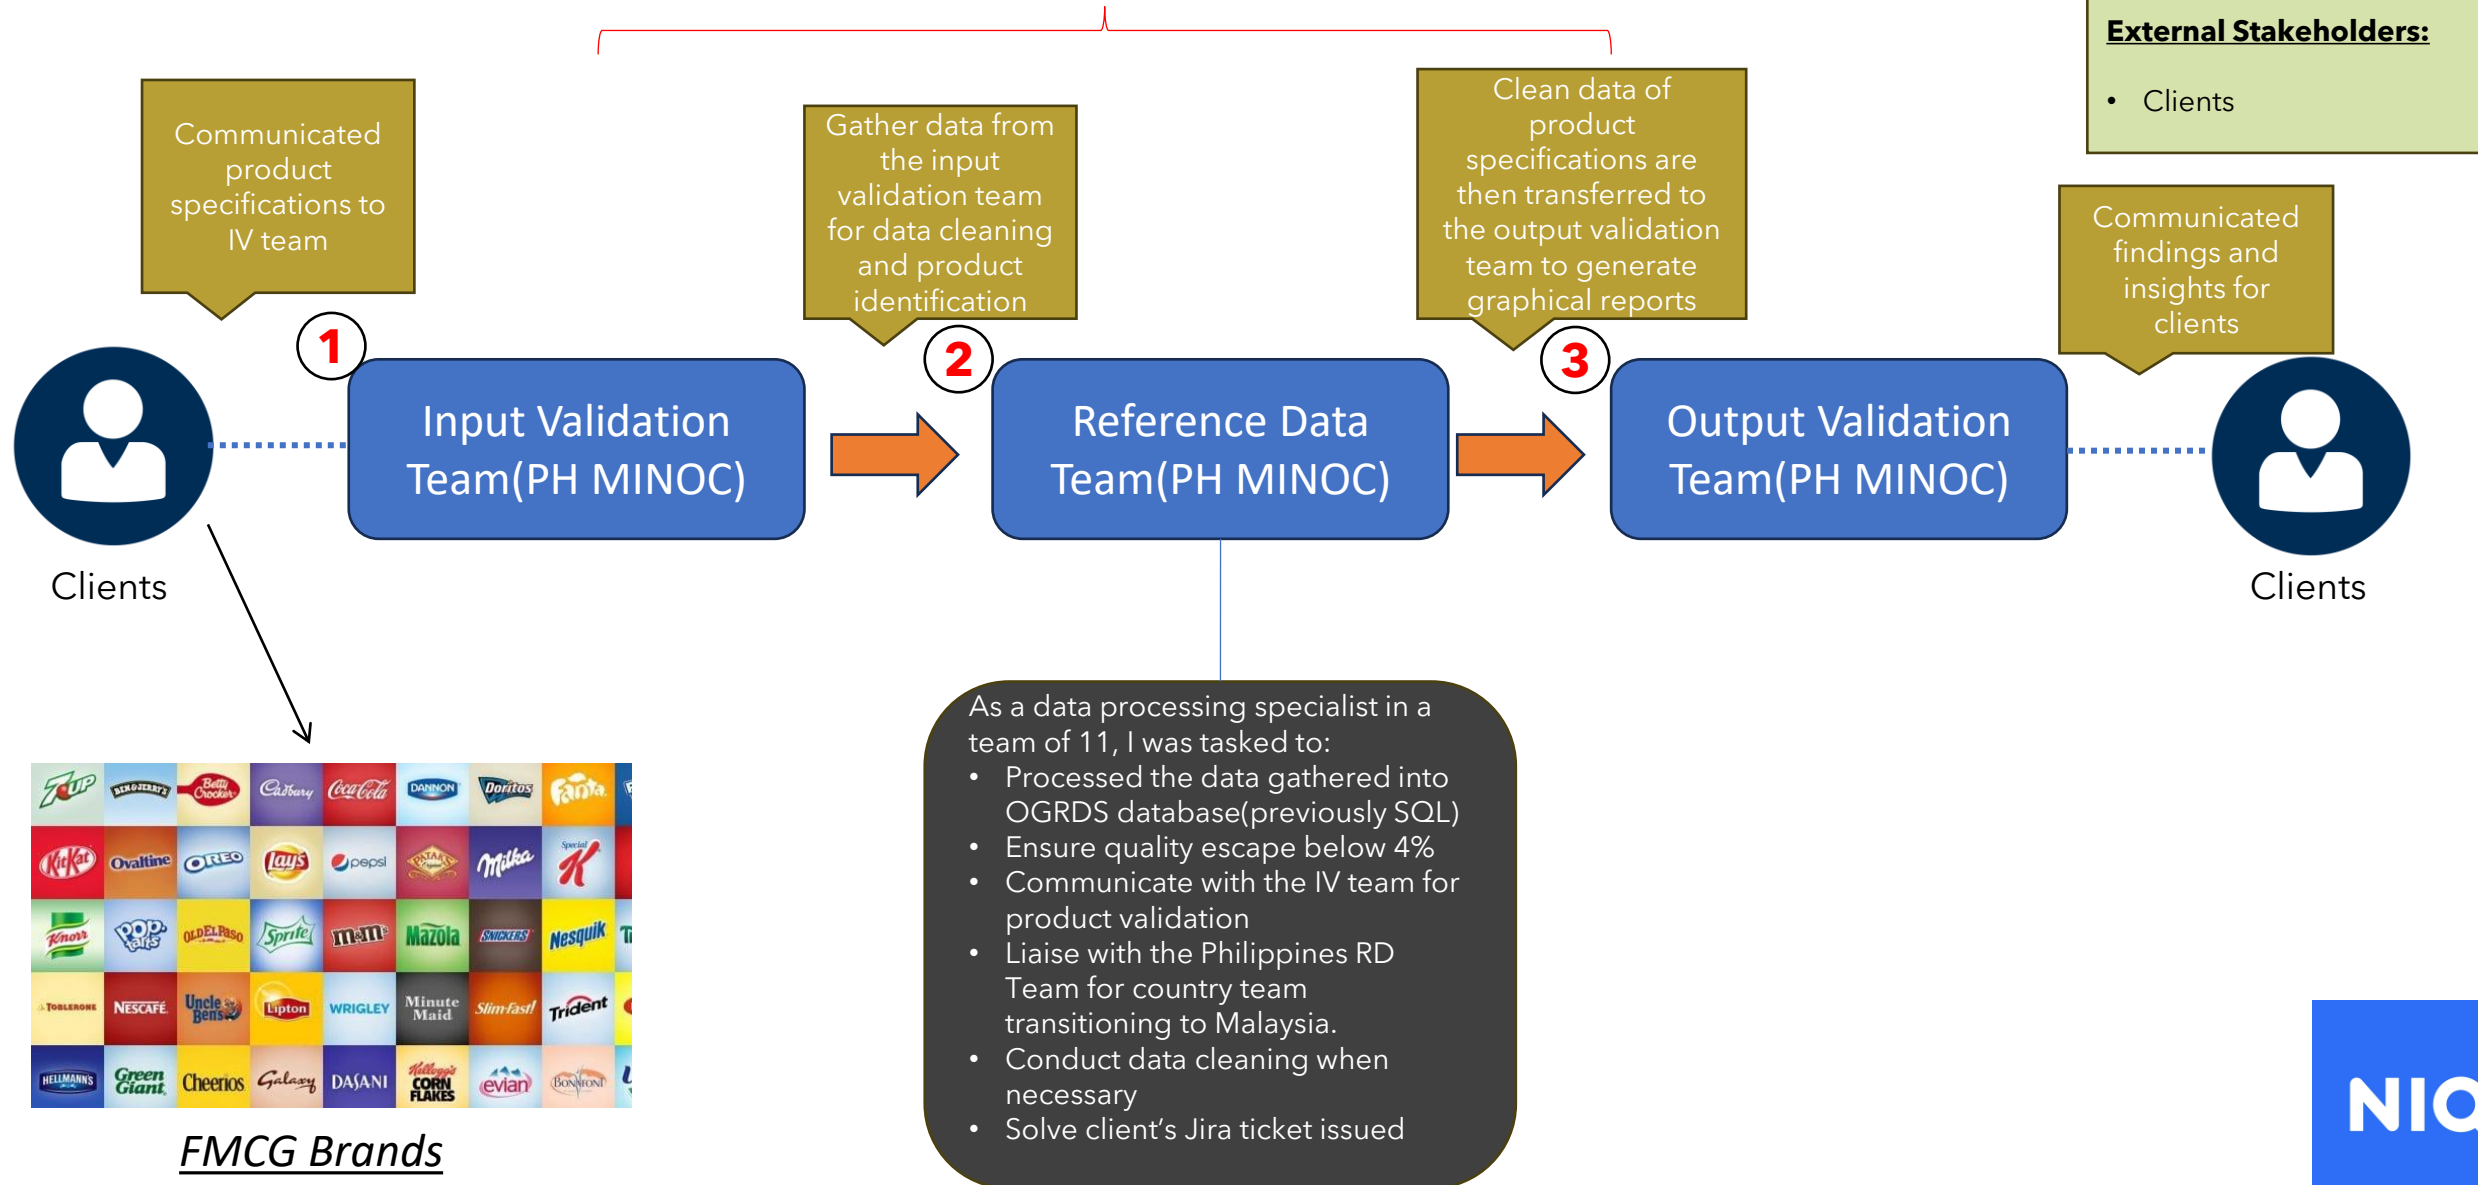 External Stakeholders:
• Clients
Communicated
product
specifications to
IV team
Gather data from
the input
validation team
for data cleaning
and product
identification
Clean data of
product
specifications are
then transferred to
the output validation
team to generate
graphical reports
Communicated
findings and
insights for
clients
1
2
3
Input Validation
Team(PH MINOC)
Reference Data
Team(PH MINOC)
Output Validation
Team(PH MINOC)
Clients
Clients
As a data processing specialist in a
team of 11, I was tasked to:
• Processed the data gathered into
OGRDS database(previously SQL)
• Ensure quality escape below 4%
• Communicate with the IV team for
product validation
• Liaise with the Philippines RD
Team for country team
transitioning to Malaysia.
• Conduct data cleaning when
necessary
• Solve client's Jira ticket issued
7UP BEN & JERRY'S Betty Crocker Cadbury Coca-Cola DANNON Doritos Fanta
KitKat Ovaltine OREO Lay's pepsi PATAK'S Milka Special K
Knorr POP. tarts OLD EL PASO Sprite m&m's Mazola SNICKERS Nesquik
TOBLERONE NESCAFÉ Uncle Ben's Lipton WRIGLEY Minute Maid Slim·Fast! Trident
HELLMANN'S Green Giant Cheerios Galaxy DASANI Kellogg's CORN FLAKES evian BONAFONT
FMCG Brands
NIQ